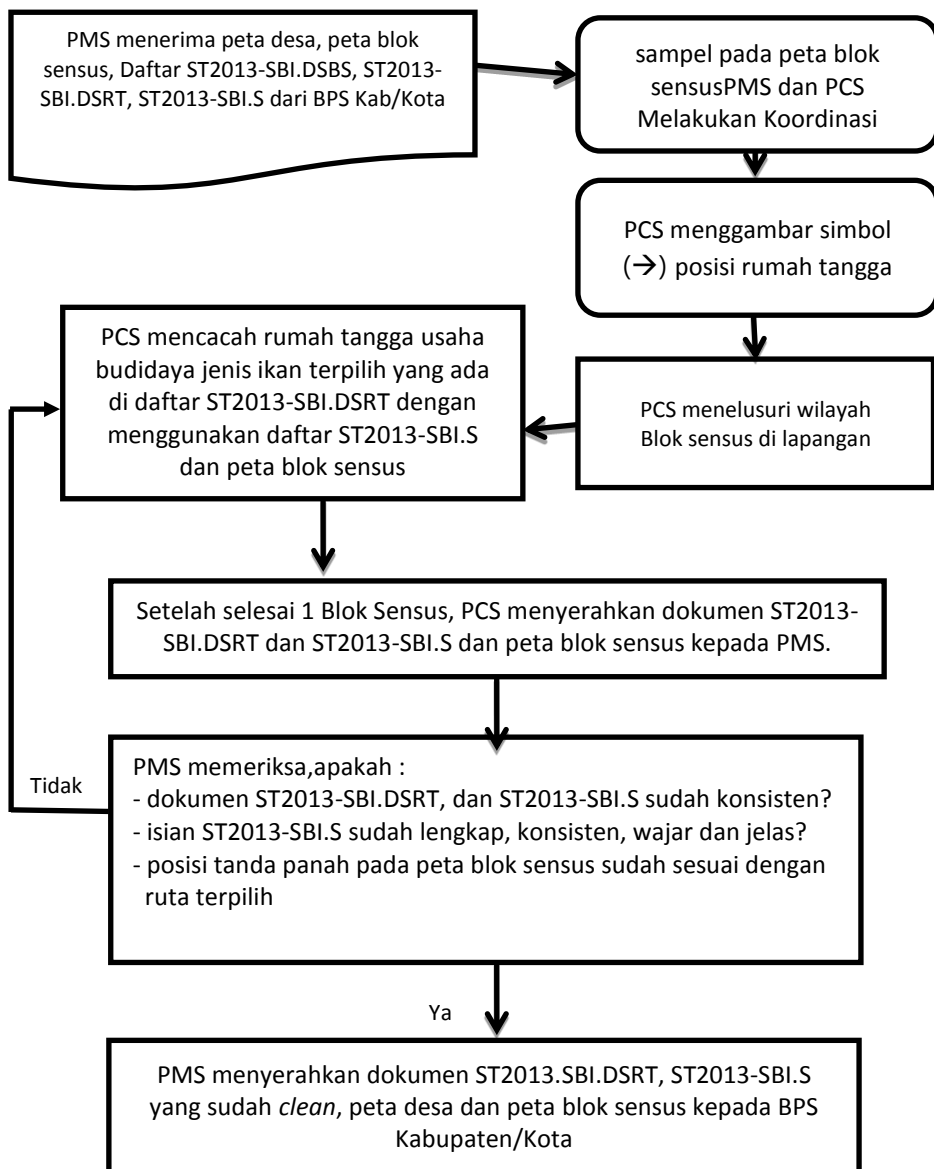 PMS menerima peta desa, peta blok
sensus, Daftar ST2013-SBI.DSBS, ST2013-
SBI.DSRT, ST2013-SBI.S dari BPS Kab/Kota
sampel pada peta blok
sensusPMS dan PCS
Melakukan Koordinasi
PCS menggambar simbol
(→) posisi rumah tangga
PCS menelusuri wilayah
Blok sensus di lapangan
PCS mencacah rumah tangga usaha
budidaya jenis ikan terpilih yang ada
di daftar ST2013-SBI.DSRT dengan
menggunakan daftar ST2013-SBI.S
dan peta blok sensus
Setelah selesai 1 Blok Sensus, PCS menyerahkan dokumen ST2013-
SBI.DSRT dan ST2013-SBI.S dan peta blok sensus kepada PMS.
PMS memeriksa,apakah :
- dokumen ST2013-SBI.DSRT, dan ST2013-SBI.S sudah konsisten?
- isian ST2013-SBI.S sudah lengkap, konsisten, wajar dan jelas?
- posisi tanda panah pada peta blok sensus sudah sesuai dengan
ruta terpilih
Tidak
Ya
PMS menyerahkan dokumen ST2013.SBI.DSRT, ST2013-SBI.S
yang sudah clean, peta desa dan peta blok sensus kepada BPS
Kabupaten/Kota